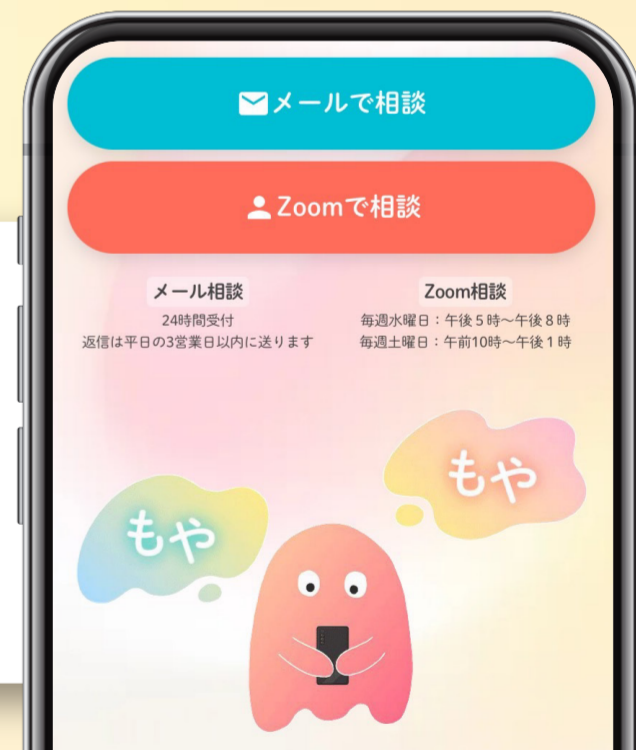 メールで相談
Zoomで相談
メール相談
24時間受付
返信は平日の3営業日以内に送ります
Zoom相談
毎週水曜日：午後５時～午後８時
毎週土曜日：午前10時～午後１時
もや
もや